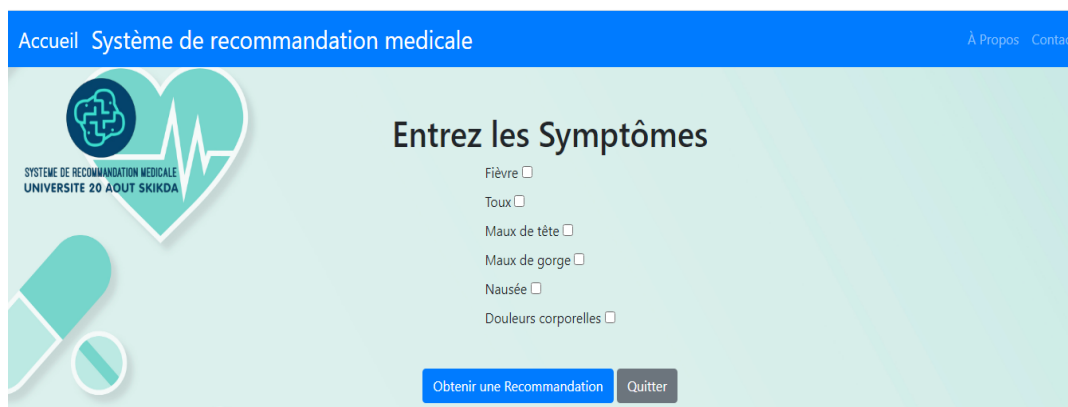 Accueil Système de recommandation medicale
À Propos
SYSTEME DE RECOMMANDATION MEDICALE
UNIVERSITE 20 AOUT SKIKDA
Entrez les Symptômes
Fièvre
Toux
Maux de tête
Maux de gorge
Nausée
Douleurs corporelles
Obtenir une Recommandation
Quitter